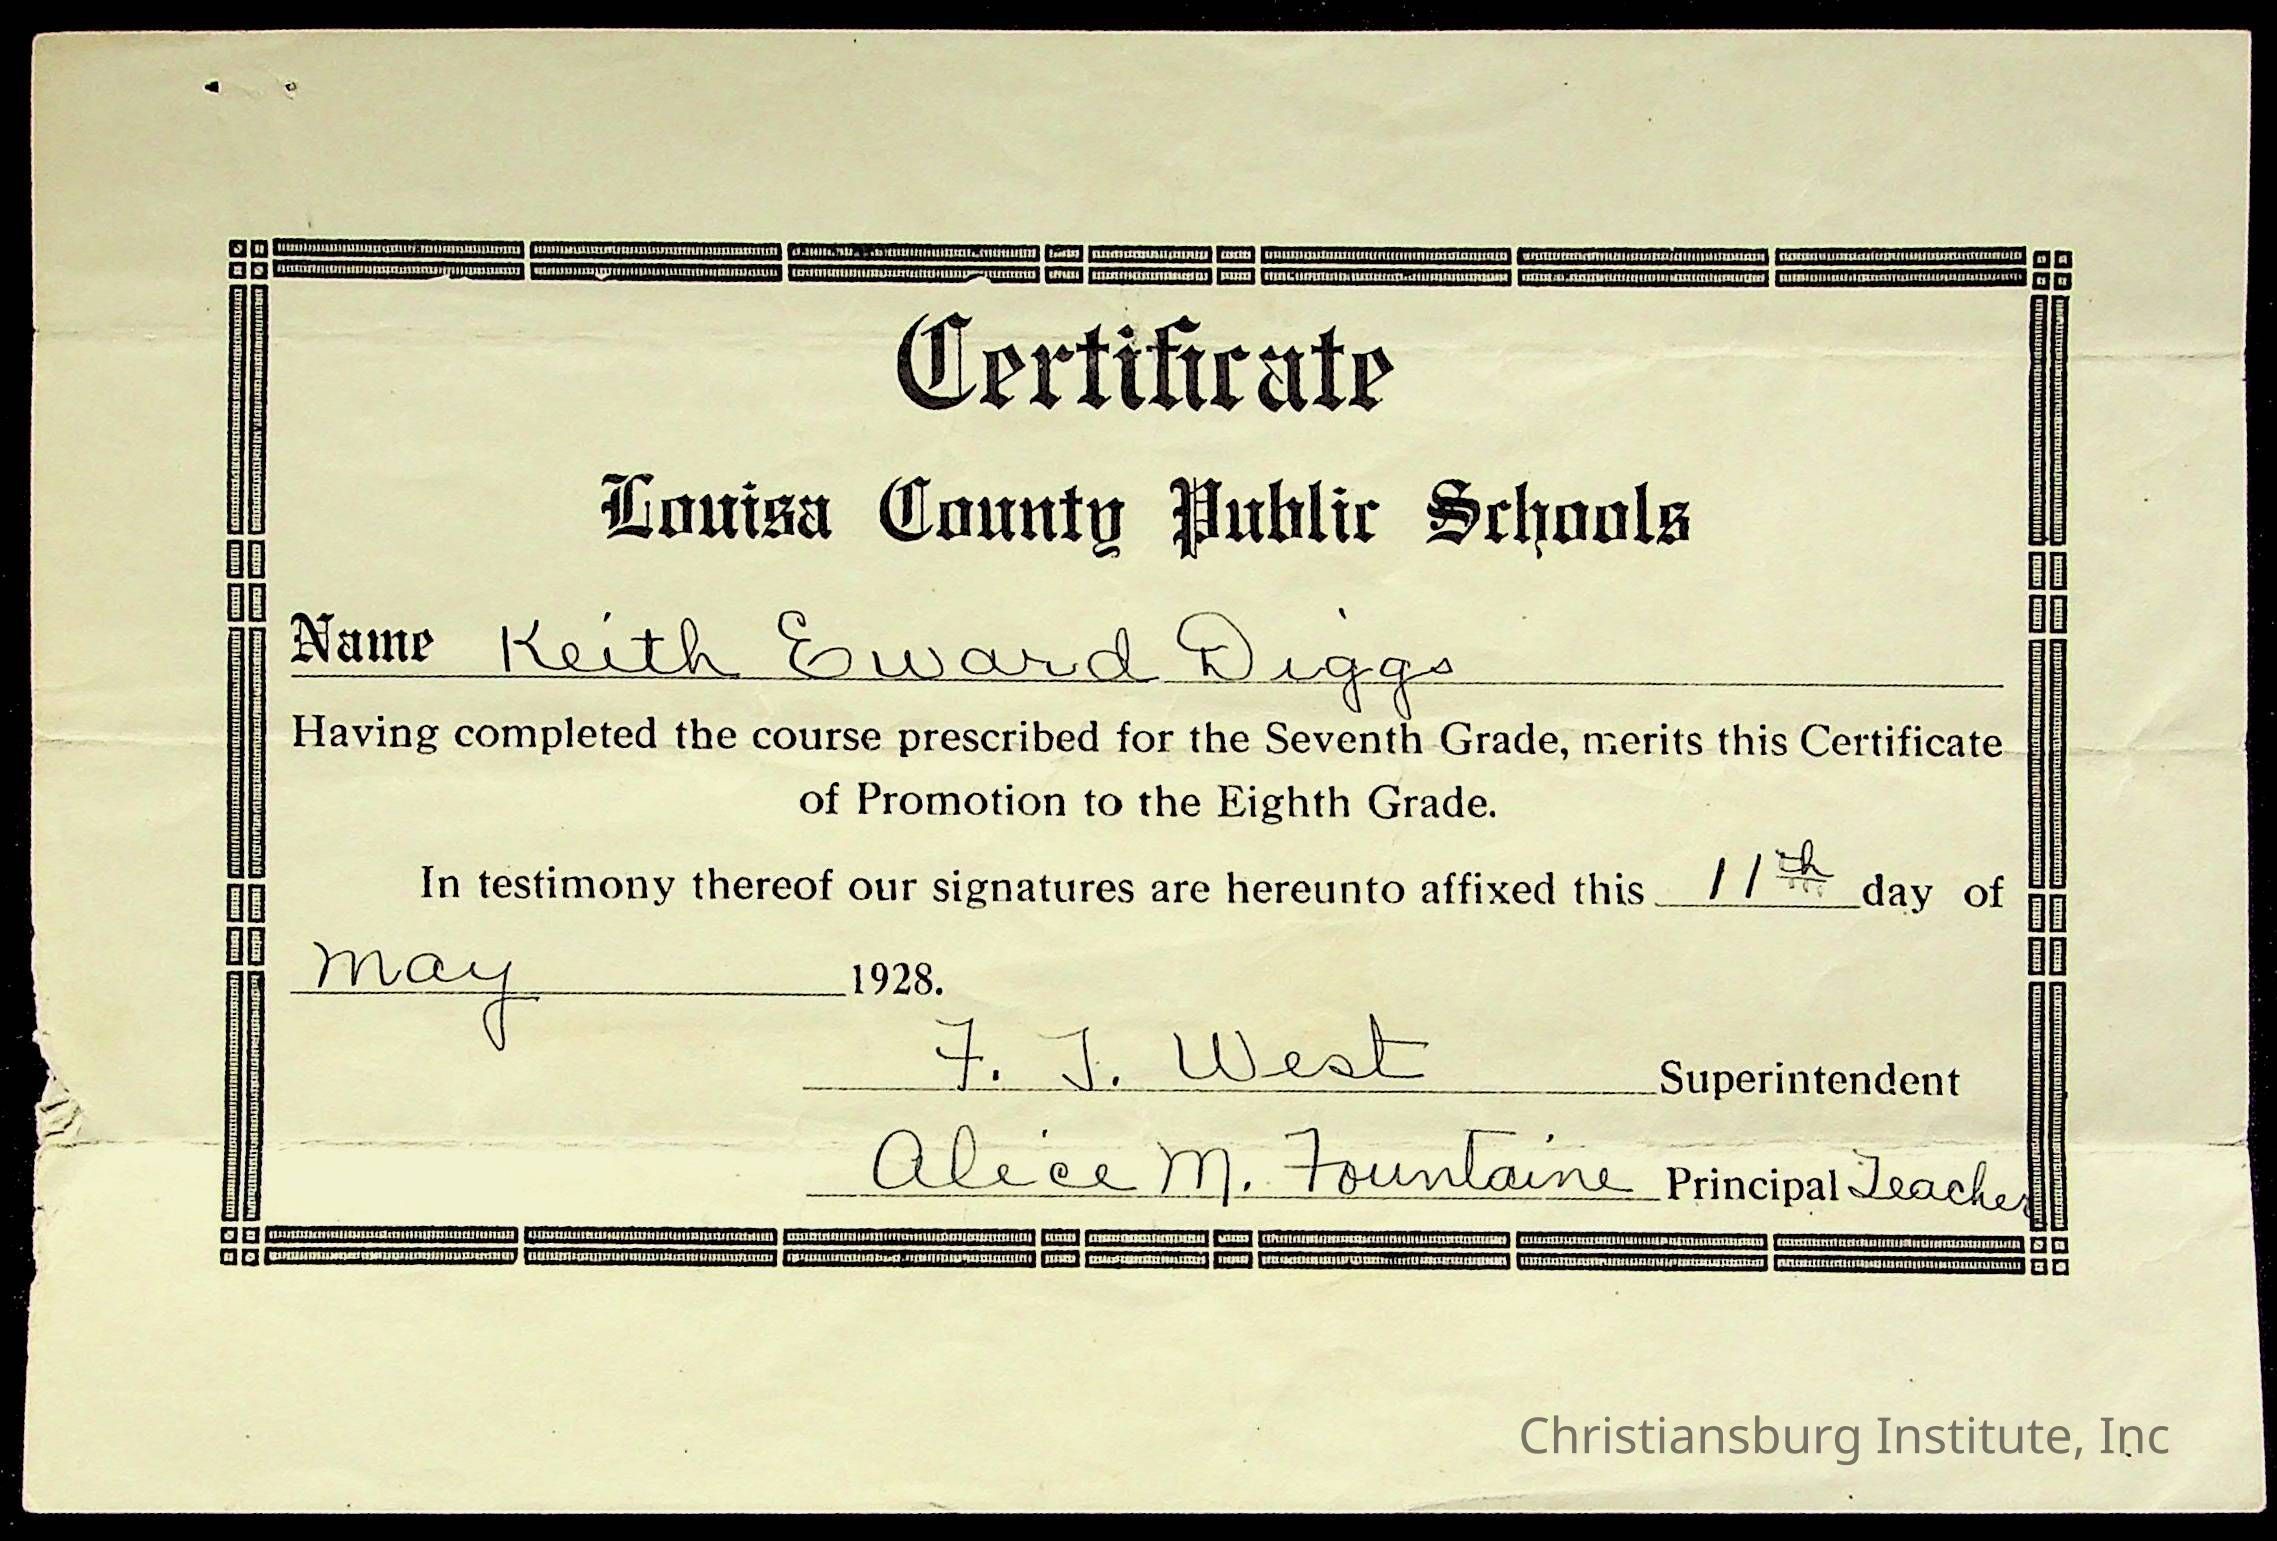 Certificate
Louisa County Public Schools
Name Keith Eward Diggs
Having completed the course prescribed for the Seventh Grade, merits this Certificate
of Promotion to the Eighth Grade.
In testimony thereof our signatures are hereunto affixed this 11th day of
May 1928.
F. T. West Superintendent
Alice M. Fountaine Principal Teacher
Christiansburg Institute, Inc